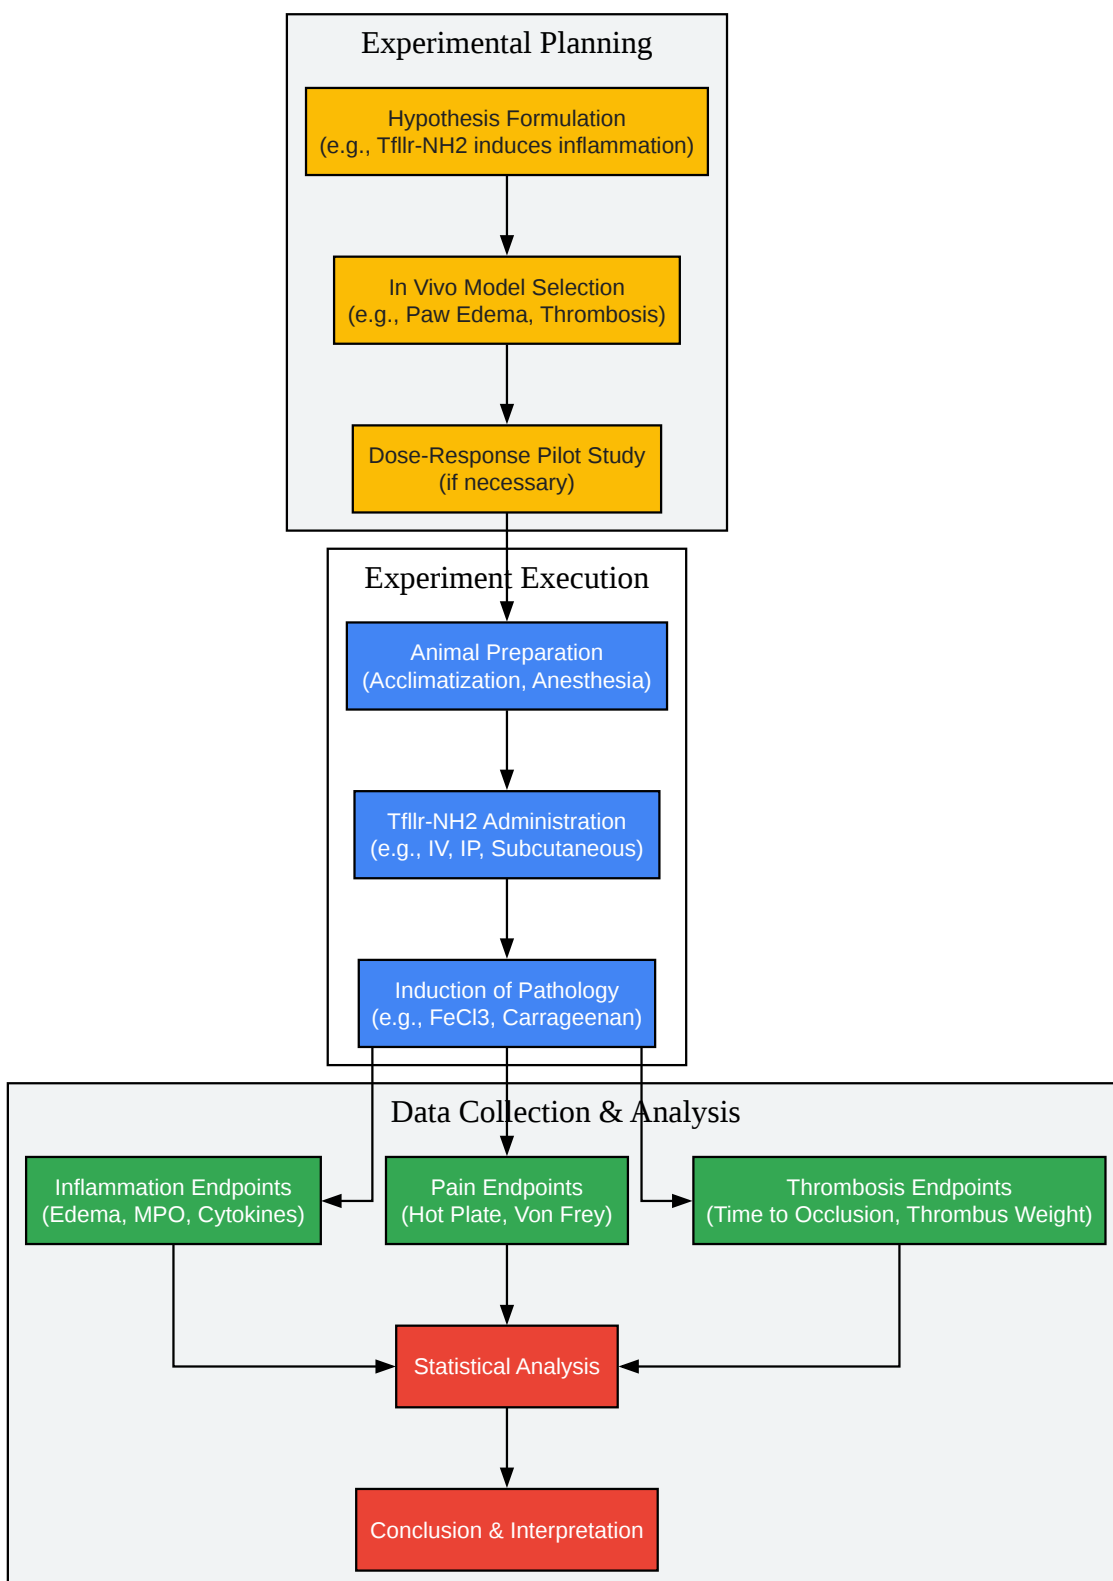 Experimental Planning
Hypothesis Formulation
(e.g., Tfllr-NH2 induces inflammation)
In Vivo Model Selection
(e.g., Paw Edema, Thrombosis)
Dose-Response Pilot Study
(if necessary)
Experiment Execution
Animal Preparation
(Acclimatization, Anesthesia)
Tfllr-NH2 Administration
(e.g., IV, IP, Subcutaneous)
Induction of Pathology
(e.g., FeCl3, Carrageenan)
Data Collection & Analysis
Inflammation Endpoints
(Edema, MPO, Cytokines)
Pain Endpoints
(Hot Plate, Von Frey)
Thrombosis Endpoints
(Time to Occlusion, Thrombus Weight)
Statistical Analysis
Conclusion & Interpretation